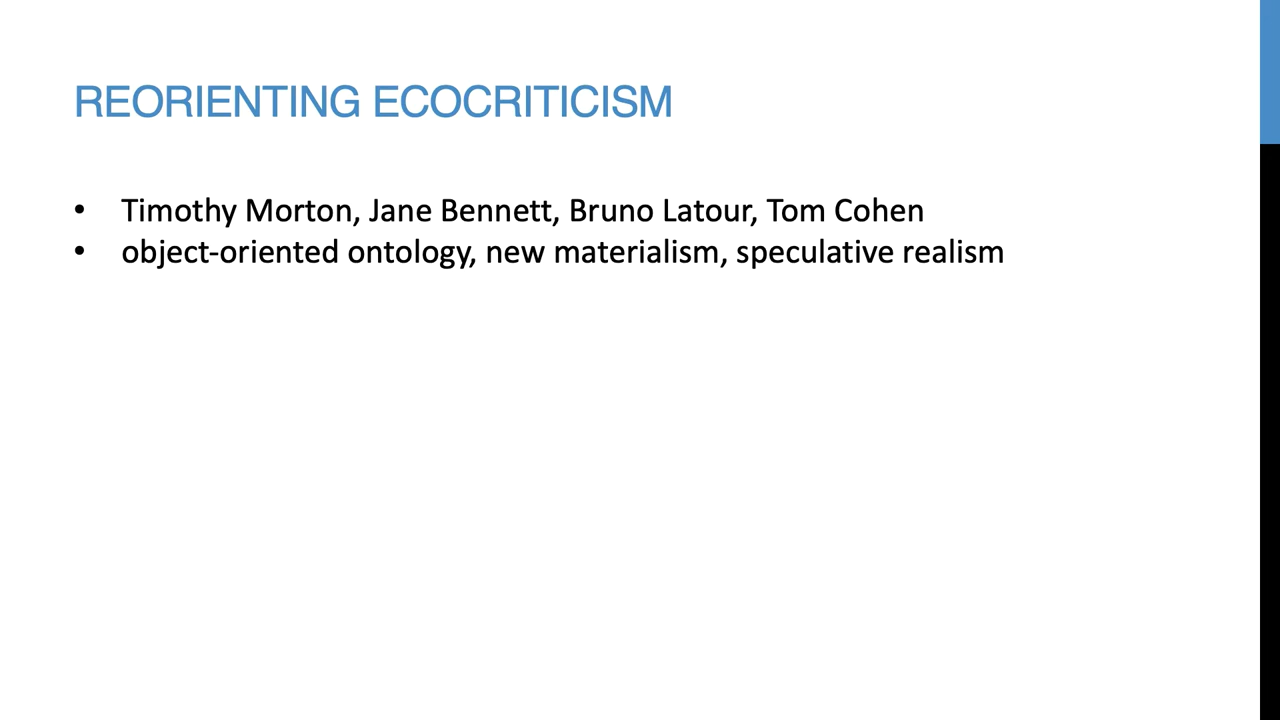 REORIENTING ECOCRITICISM
• Timothy Morton, Jane Bennett, Bruno Latour, Tom Cohen
• object-oriented ontology, new materialism, speculative realism